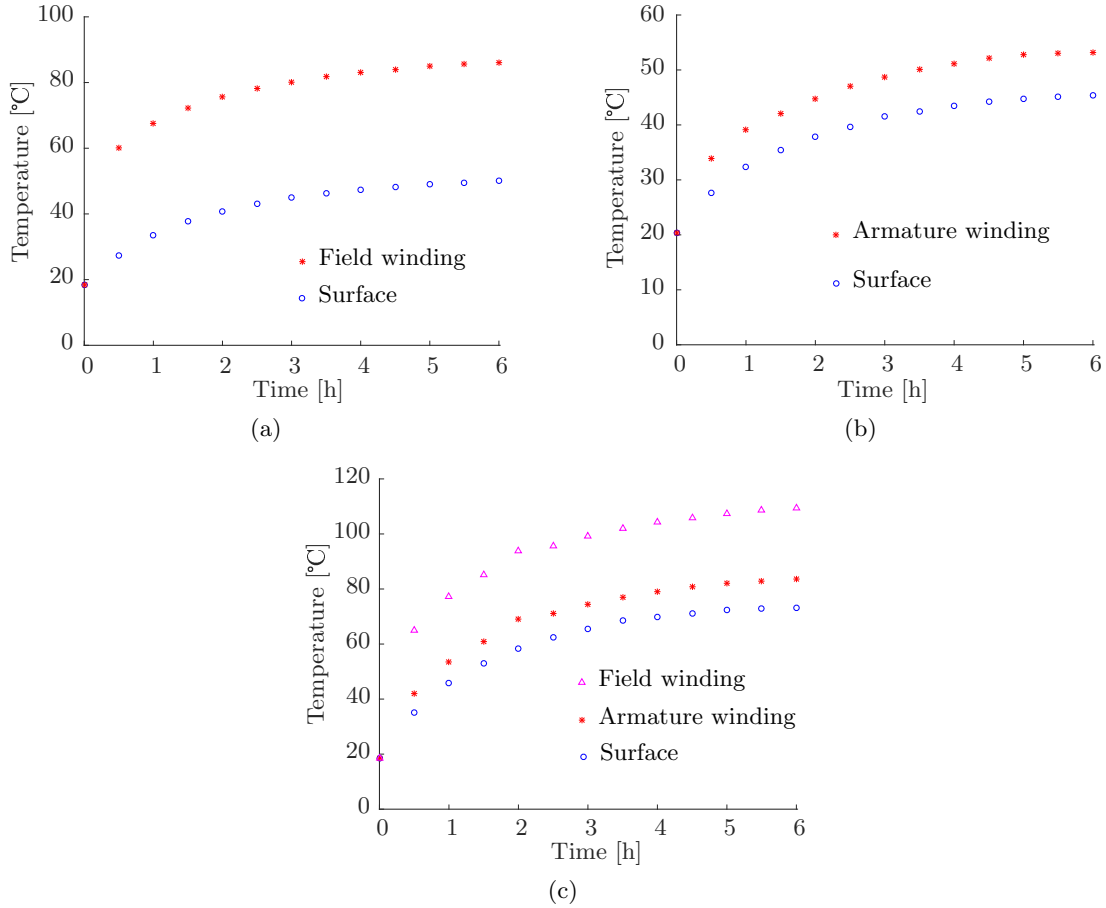 100
80
60
40
20
0
Temperature [℃]
0 1 2 3 4 5 6
Time [h]
Field winding
Surface
(a)
60
50
40
30
20
10
0
Temperature [℃]
0 1 2 3 4 5 6
Time [h]
Armature winding
Surface
(b)
120
100
80
60
40
20
0
Temperature [℃]
0 1 2 3 4 5 6
Time [h]
Field winding
Armature winding
Surface
(c)